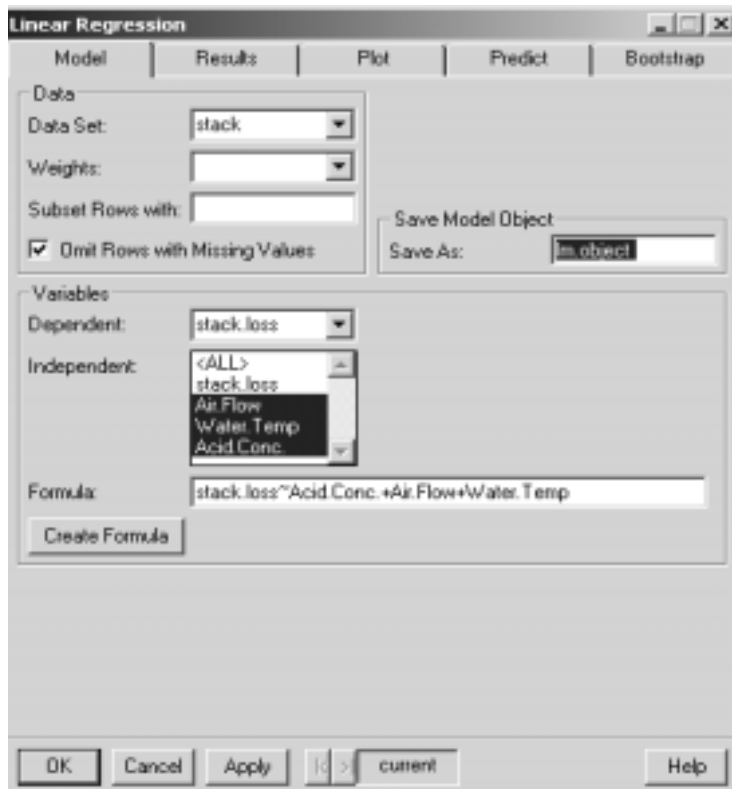 Linear Regression
Model Results Plot Predict Bootstrap
Data
Data Set: stack
Weights:
Subset Rows with:
Omit Rows with Missing Values
Save Model Object
Save As: lm.object
Variables
Dependent: stack.loss
Independent:
<ALL>
stack.loss
Air.Flow
Water.Temp
Acid.Conc.
Formula: stack.loss~Acid.Conc.+Air.Flow+Water.Temp
Create Formula
OK Cancel Apply |< >| current Help